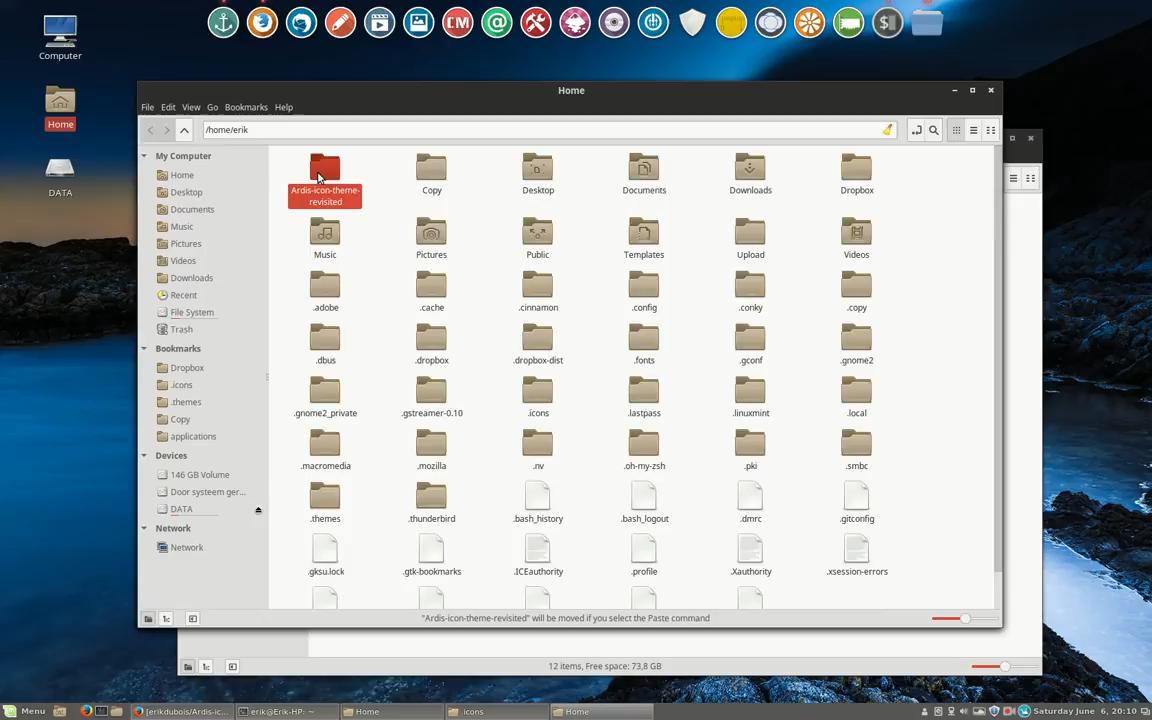 Computer
Home
DATA
Home
File Edit View Go Bookmarks Help
/home/erik
My Computer
Home
Desktop
Documents
Music
Pictures
Videos
Downloads
Recent
File System
Trash
Bookmarks
Dropbox
.icons
.themes
Copy
applications
Devices
146 GB Volume
Door systeem ger...
DATA
Network
Network
Ardis-icon-theme-
revisited
Copy
Desktop
Documents
Downloads
Dropbox
Music
Pictures
Public
Templates
Upload
Videos
.adobe
.cache
.cinnamon
.config
.conky
.copy
.dbus
.dropbox
.dropbox-dist
.fonts
.gconf
.gnome2
.gnome2_private
.gstreamer-0.10
.icons
.lastpass
.linuxmint
.local
.macromedia
.mozilla
.nv
.oh-my-zsh
.pki
.smbc
.themes
.thunderbird
.bash_history
.bash_logout
.dmrc
.gitconfig
.gksu.lock
.gtk-bookmarks
.ICEauthority
.profile
.Xauthority
.xsession-errors
"Ardis-icon-theme-revisited" will be moved if you select the Paste command
12 items, Free space: 73,8 GB
Menu
[erikdubois/Ardis-ic...
erik@Erik-HP: ~
Home
icons
Home
Saturday June 6, 20:10